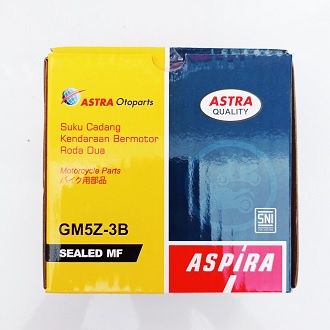 ASTRA Otoparts
Suku Cadang
Kendaraan Bermotor
Roda Dua
Motorcycle Parts
バイク用部品
GM5Z-3B
SEALED MF
ASTRA
QUALITY
SNI
ASPIRA